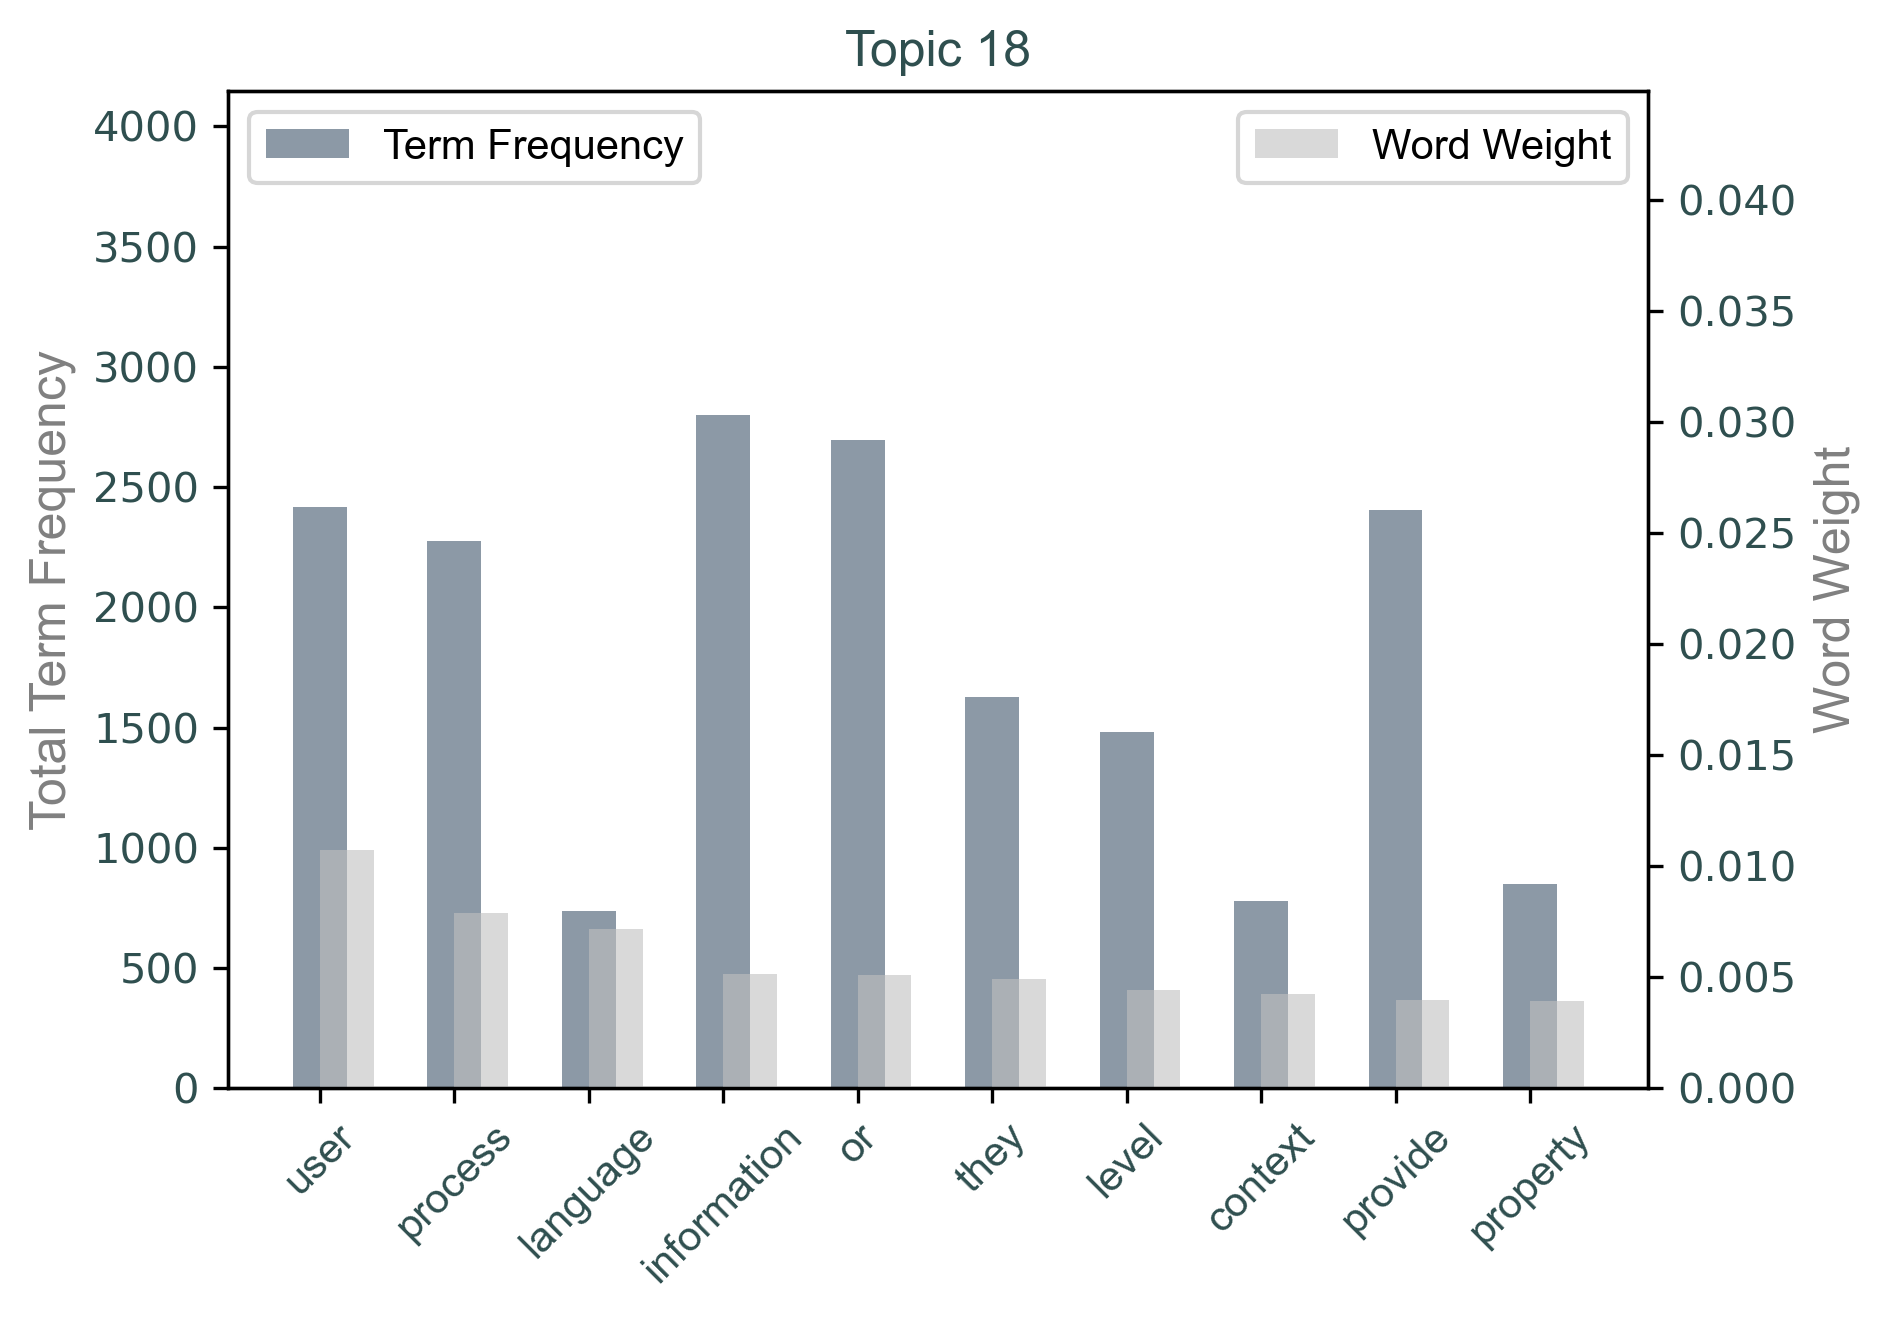 Topic 18
Term Frequency
Word Weight
Total Term Frequency
4000
3500
3000
2500
2000
1500
1000
500
0
0.040
0.035
0.030
0.025
0.020
0.015
0.010
0.005
0.000
Word Weight
user
process
language
information
or
they
level
context
provide
property